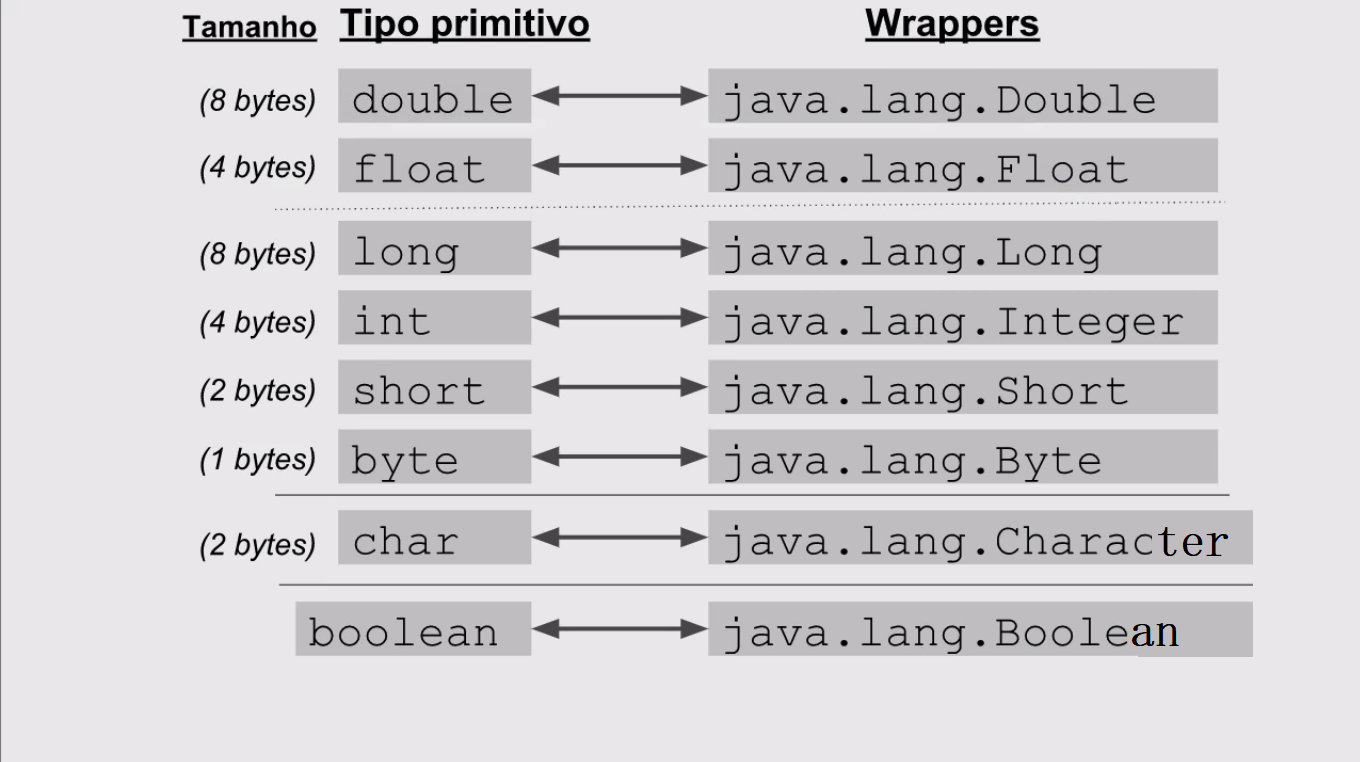 Tamanho Tipo primitivo Wrappers
(8 bytes) double java.lang.Double
(4 bytes) float java.lang.Float
(8 bytes) long java.lang.Long
(4 bytes) int java.lang.Integer
(2 bytes) short java.lang.Short
(1 bytes) byte java.lang.Byte
(2 bytes) char java.lang.Character
boolean java.lang.Boolean